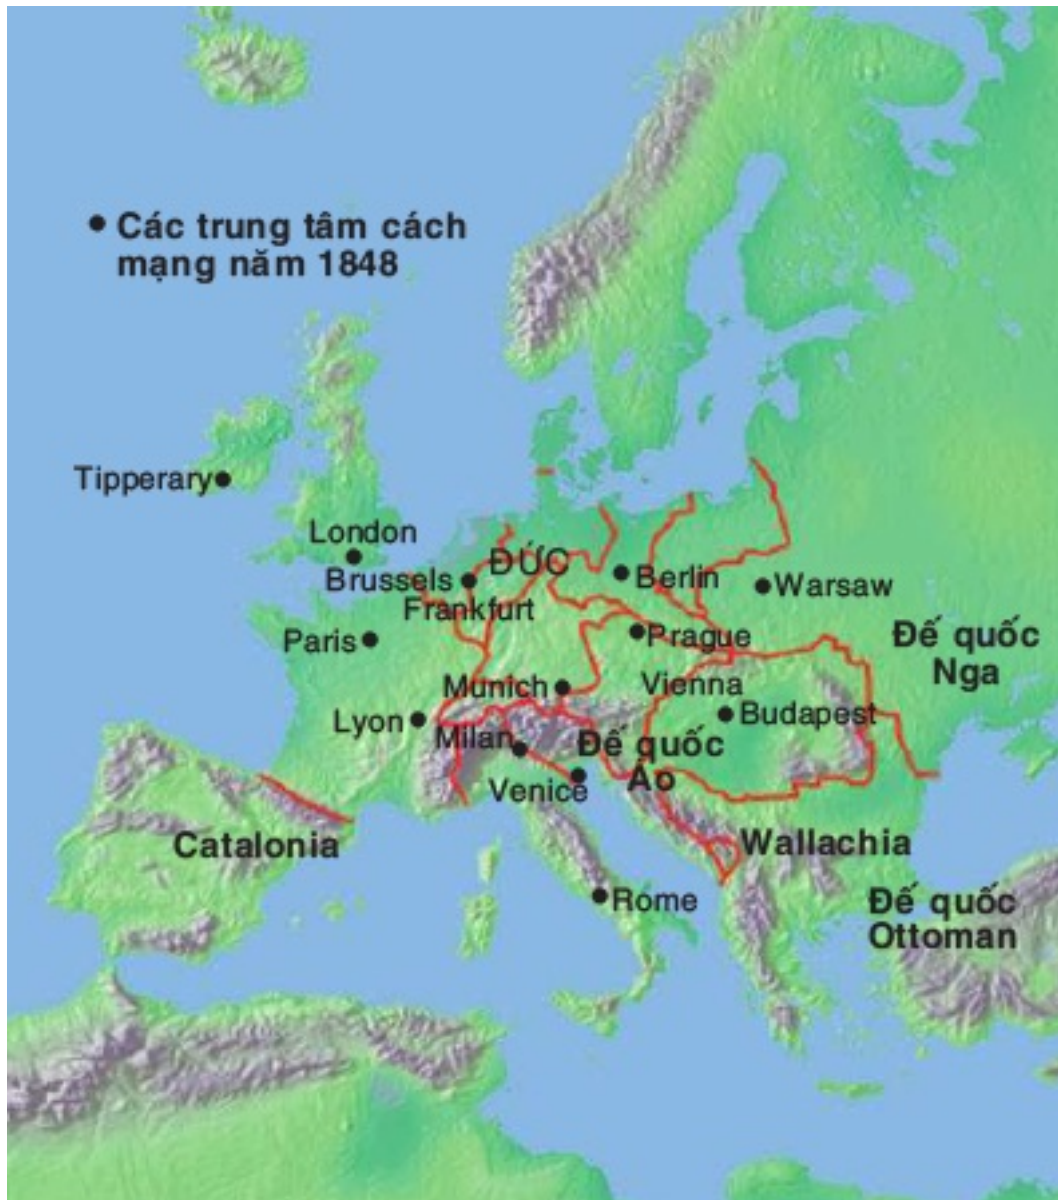 Các trung tâm cách
mạng năm 1848
Tipperary
London
ĐỨC
Brussels
Berlin
Warsaw
Frankfurt
Paris
Prague
Đế quốc
Nga
Munich
Vienna
Lyon
Budapest
Milan
Đế quốc
Áo
Venice
Catalonia
Wallachia
Rome
Đế quốc
Ottoman